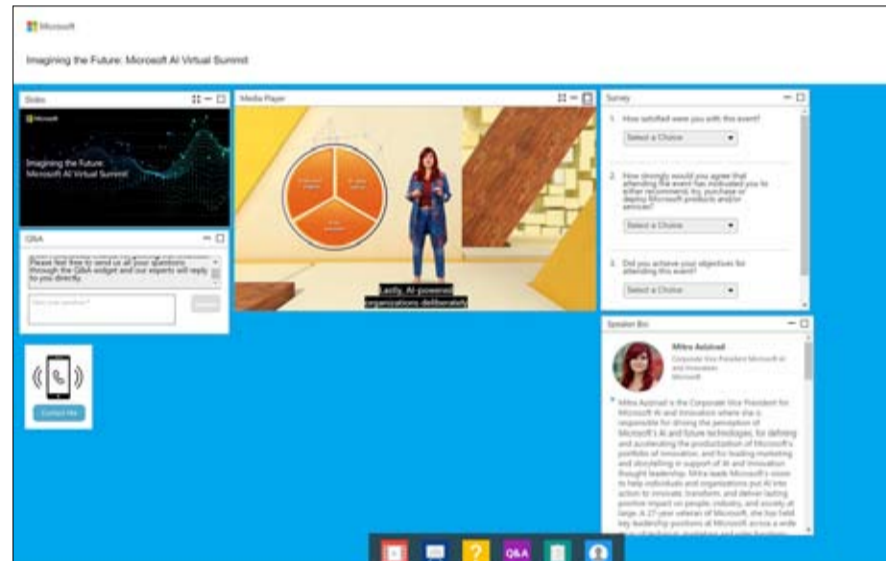 Microsoft
Imagining the Future: Microsoft AI Virtual Summit
Slides
Microsoft
Imagining the Future:
Microsoft AI Virtual Summit
Q&A
Please feel free to send us all your questions
through the Q&A widget and our experts will reply
to you directly.
Contact Me
Media Player
Lastly, AI-powered
organizations deliberately
Survey
1. How satisfied were you with this event?
Select a Choice
2. How strongly would you agree that
attending the event has motivated you to
either recommend, try, purchase or
deploy Microsoft products and/or
services?
Select a Choice
3. Did you achieve your objectives for
attending this event?
Select a Choice
Speaker Bio
Mitra Azizirad
Corporate Vice President Microsoft AI
and Innovation
Microsoft
Mitra Azizirad is the Corporate Vice President for
Microsoft AI and Innovation where she is
responsible for driving the perception of
Microsoft's AI and future technologies, for defining
and accelerating the productization of Microsoft's
portfolio of innovation, and for leading marketing
and storytelling in support of AI and innovation
thought leadership. Mitra leads Microsoft's vision
to help individuals and organizations put AI into
action to innovate, transform, and deliver lasting
positive impact on people, industry, and society at
large. A 27-year veteran of Microsoft, she has held
key leadership positions at Microsoft across a wide
?
Q&A